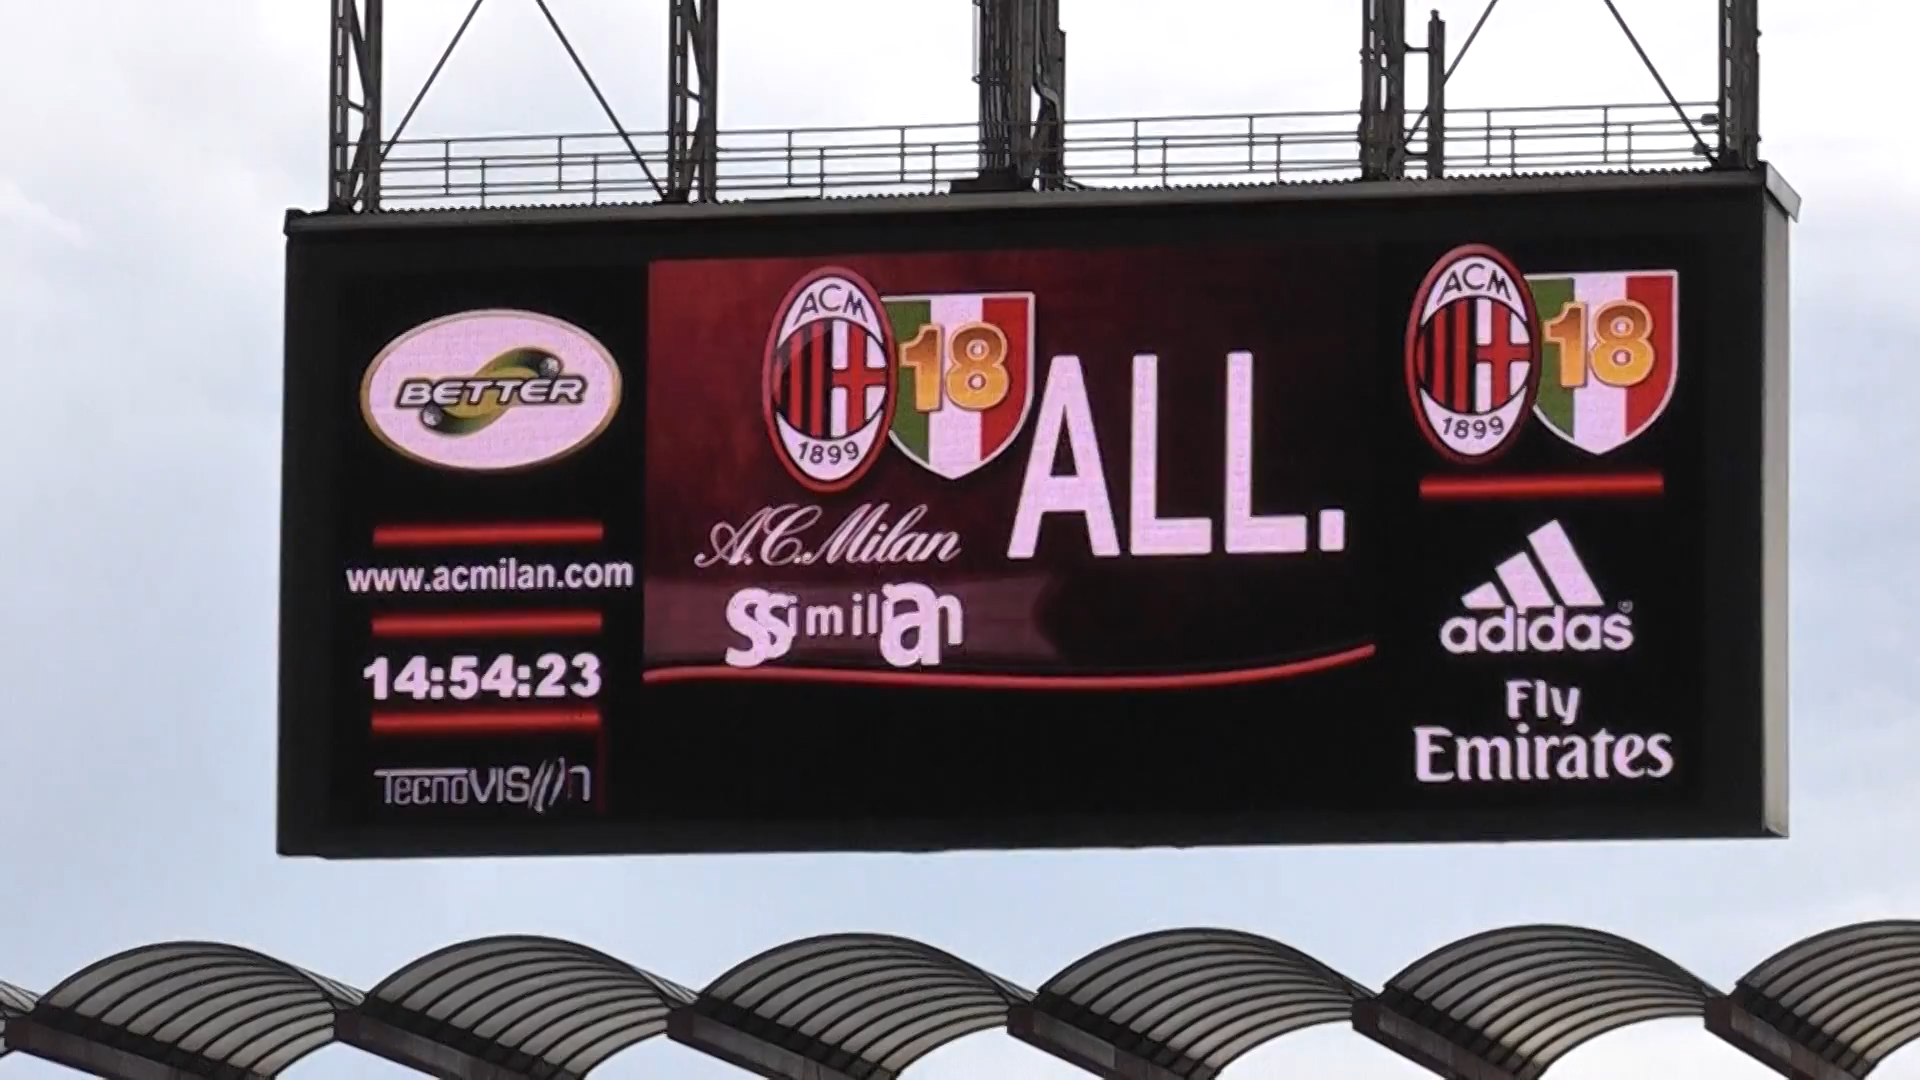 BETTER
www.acmilan.com
14:54:23
TecnoVISION
ACM
1899
18
A.C.Milan
ssimilan
ALL.
ACM
1899
18
adidas®
Fly
Emirates